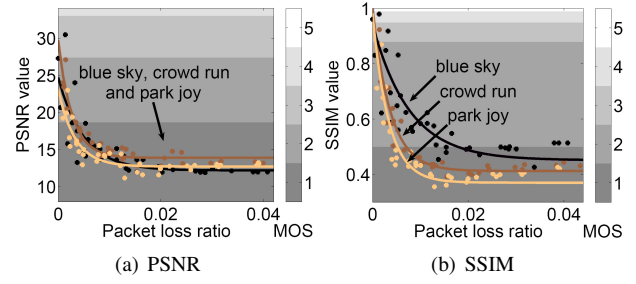 PSNR value
30
25
20
15
10
blue sky, crowd run
and park joy
0
0.02
0.04
Packet loss ratio
MOS
5
4
3
2
1
(a) PSNR
SSIM value
1
0.8
0.6
0.4
blue sky
crowd run
park joy
0
0.02
0.04
Packet loss ratio
MOS
5
4
3
2
1
(b) SSIM